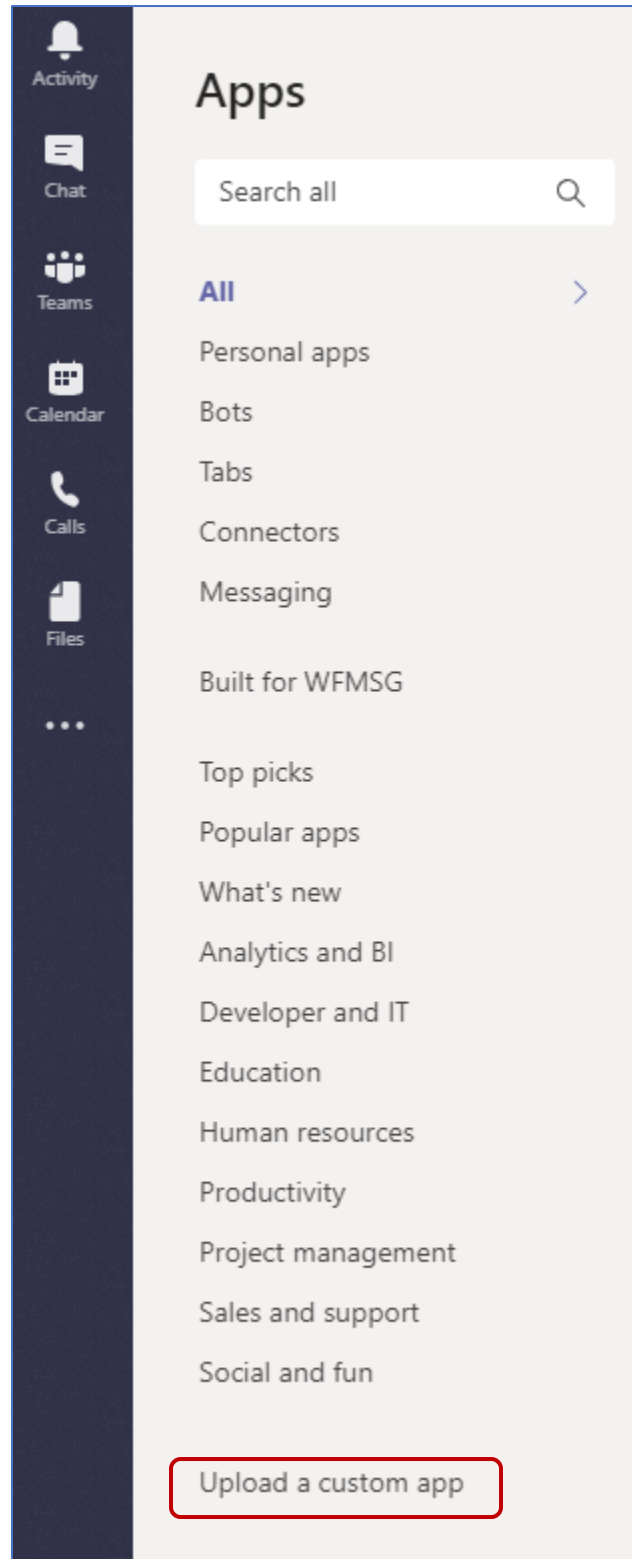 Activity
Chat
Teams
Calendar
Calls
Files
Apps
Search all
All
Personal apps
Bots
Tabs
Connectors
Messaging
Built for WFMSG
Top picks
Popular apps
What's new
Analytics and BI
Developer and IT
Education
Human resources
Productivity
Project management
Sales and support
Social and fun
Upload a custom app